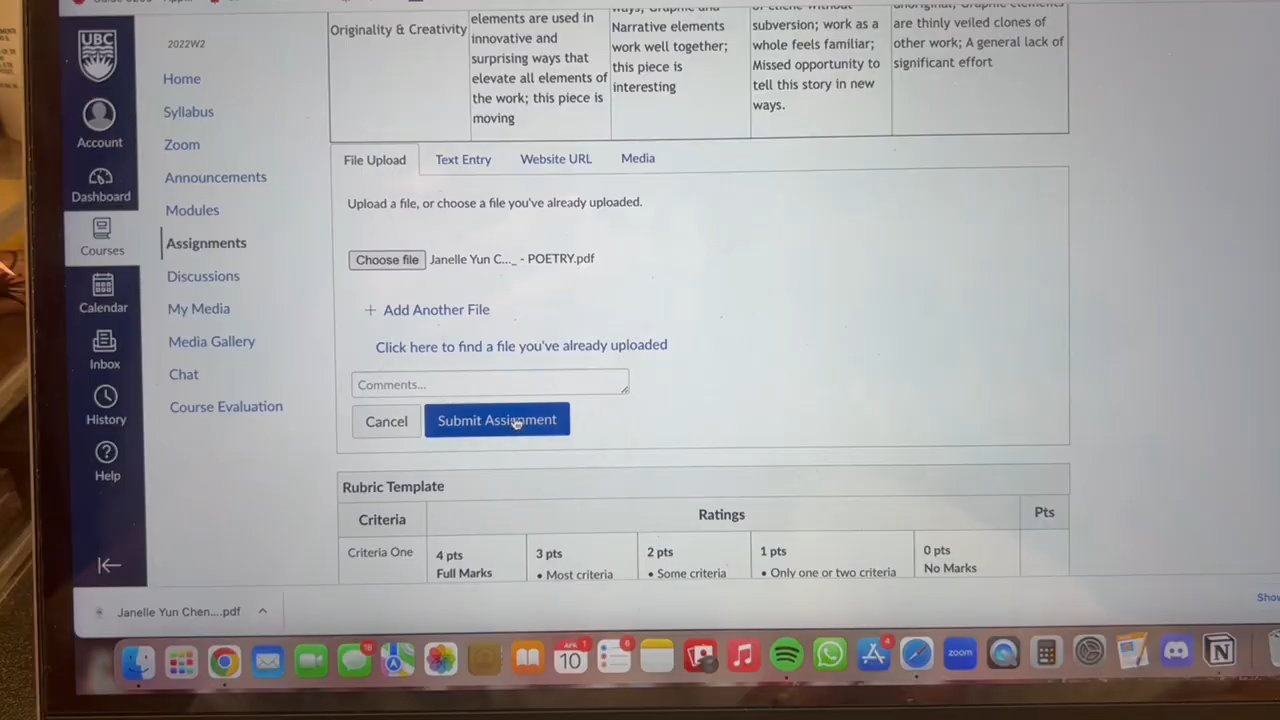 UBC
Account
Dashboard
Courses
Calendar
Inbox
History
Help
2022W2
Home
Syllabus
Zoom
Announcements
Modules
Assignments
Discussions
My Media
Media Gallery
Chat
Course Evaluation
Originality & Creativity
elements are used in
innovative and
surprising ways that
elevate all elements of
the work; this piece is
moving
Narrative elements
work well together;
this piece is
interesting
subversion; work as a
whole feels familiar;
Missed opportunity to
tell this story in new
ways.
are thinly veiled clones of
other work; A general lack of
significant effort
File Upload
Text Entry
Website URL
Media
Upload a file, or choose a file you've already uploaded.
Choose file Janelle Yun C..._ - POETRY.pdf
+ Add Another File
Click here to find a file you've already uploaded
Comments...
Cancel
Submit Assignment
Rubric Template
Criteria
Ratings
Pts
Criteria One
4 pts
Full Marks
3 pts
• Most criteria
2 pts
• Some criteria
1 pts
• Only one or two criteria
0 pts
No Marks
Janelle Yun Chen....pdf
Show
18
APR
10
1
6
zoom
4